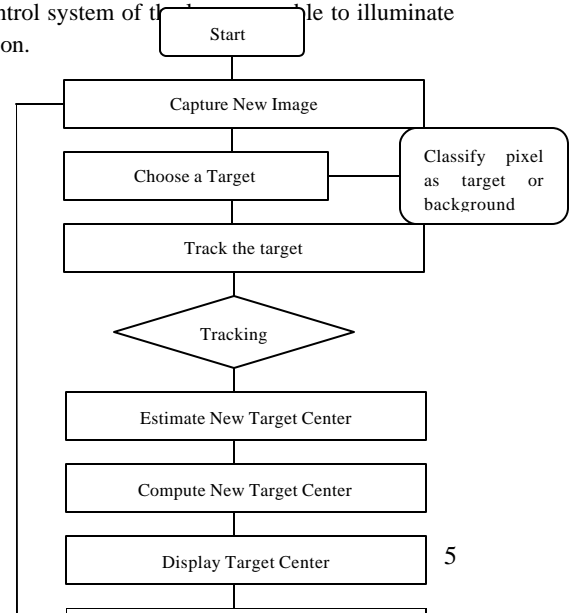 ntrol system of th ble to illuminate
on.
Start
Capture New Image
Choose a Target
Classify pixel
as target or
background
Track the target
Tracking
Estimate New Target Center
Compute New Target Center
Display Target Center
5